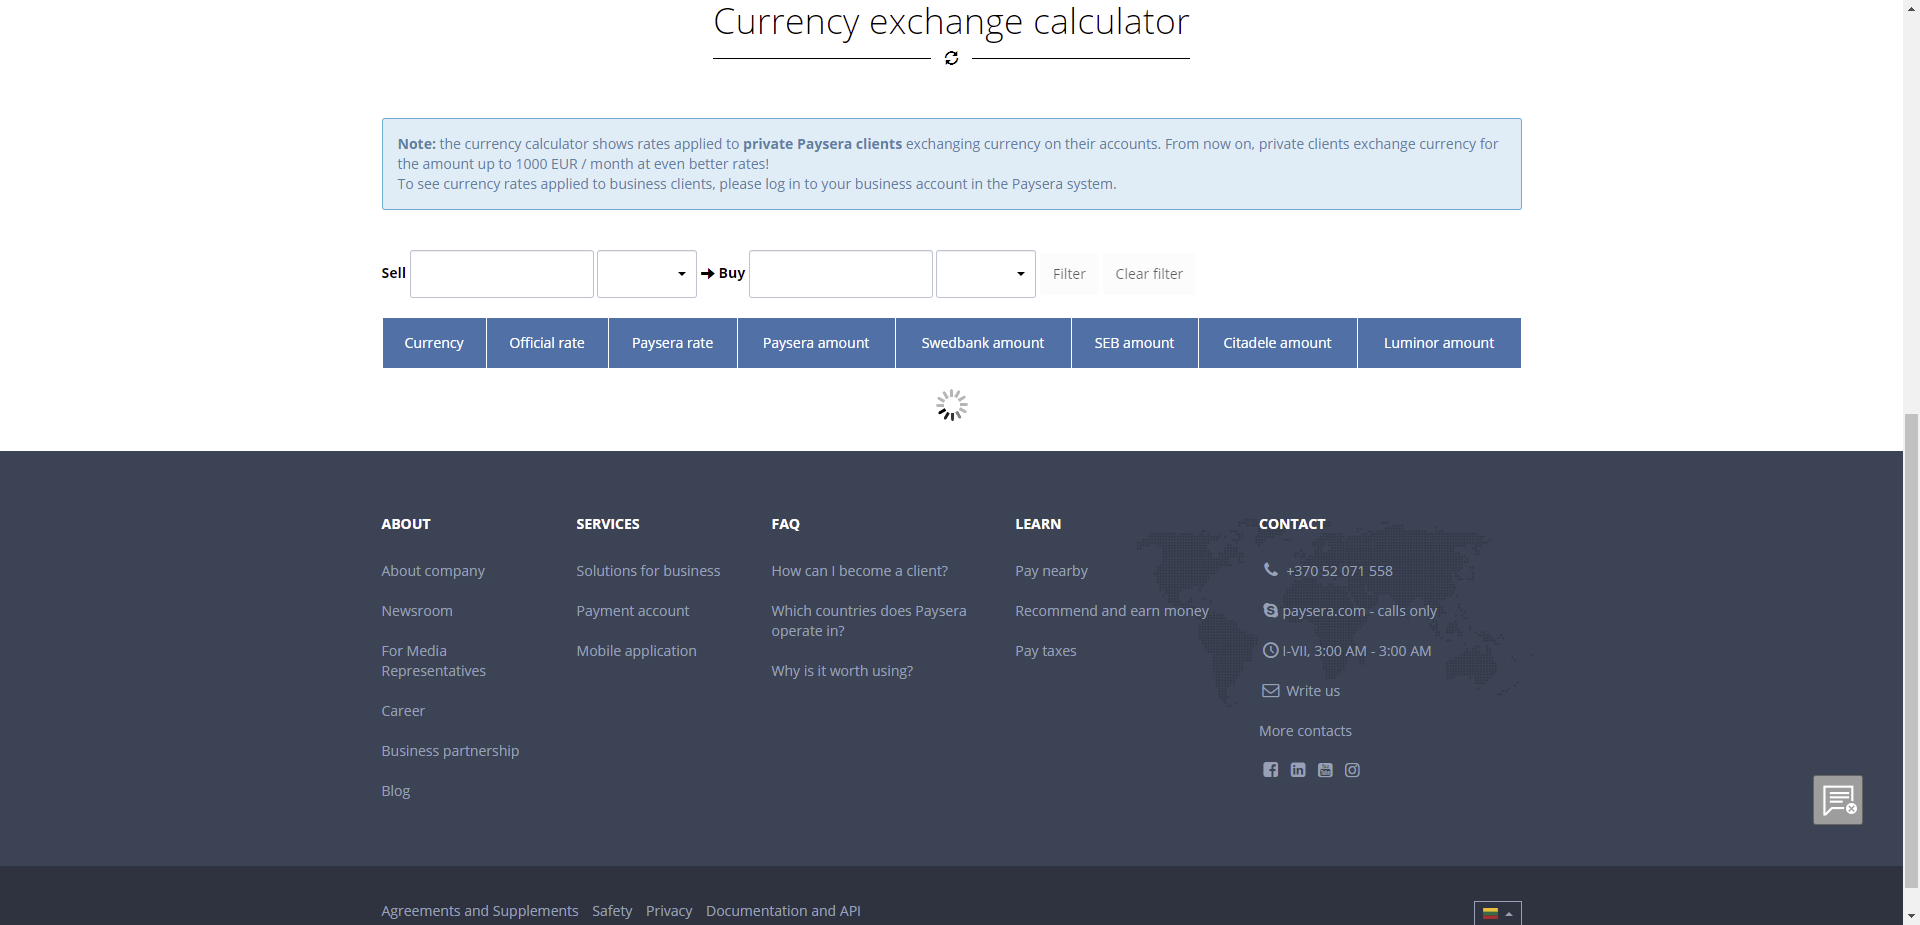 Currency exchange calculator
Note: the currency calculator shows rates applied to private Paysera clients exchanging currency on their accounts. From now on, private clients exchange currency for
the amount up to 1000 EUR / month at even better rates!
To see currency rates applied to business clients, please log in to your business account in the Paysera system.
Sell Buy Filter Clear filter
Currency Official rate Paysera rate Paysera amount Swedbank amount SEB amount Citadele amount Luminor amount
ABOUT
About company
Newsroom
For Media
Representatives
Career
Business partnership
Blog
SERVICES
Solutions for business
Payment account
Mobile application
FAQ
How can I become a client?
Which countries does Paysera
operate in?
Why is it worth using?
LEARN
Pay nearby
Recommend and earn money
Pay taxes
CONTACT
+370 52 071 558
paysera.com - calls only
I-VII, 3:00 AM - 3:00 AM
Write us
More contacts
Agreements and Supplements Safety Privacy Documentation and API